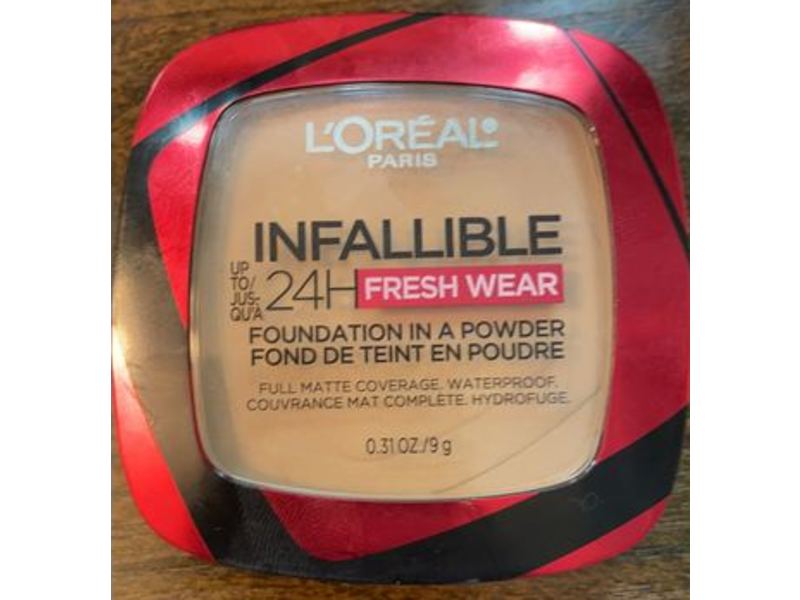 L'ORÉAL
PARIS
INFALLIBLE
UP TO/ JUS- QU'À 24H FRESH WEAR
FOUNDATION IN A POWDER
FOND DE TEINT EN POUDRE
FULL MATTE COVERAGE. WATERPROOF.
COUVRANCE MAT COMPLÈTE. HYDROFUGE.
0.31 OZ./9 g